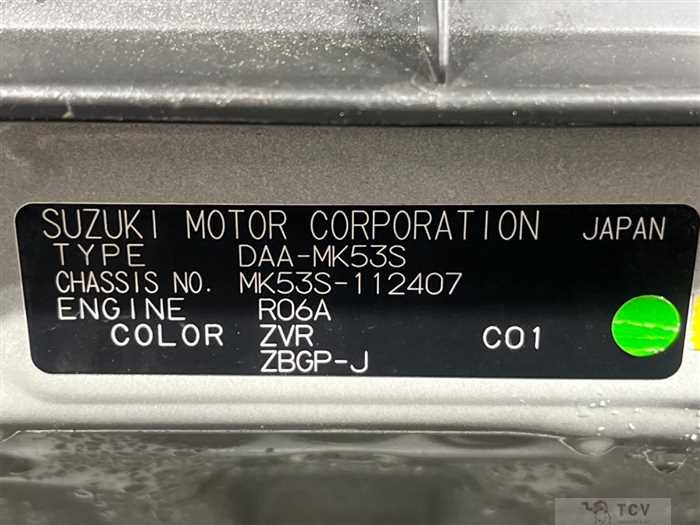 SUZUKI MOTOR CORPORATION JAPAN
TYPE DAA-MK53S
CHASSIS NO. MK53S-112407
ENGINE R06A
COLOR ZVR C01
ZBGP-J
TCV